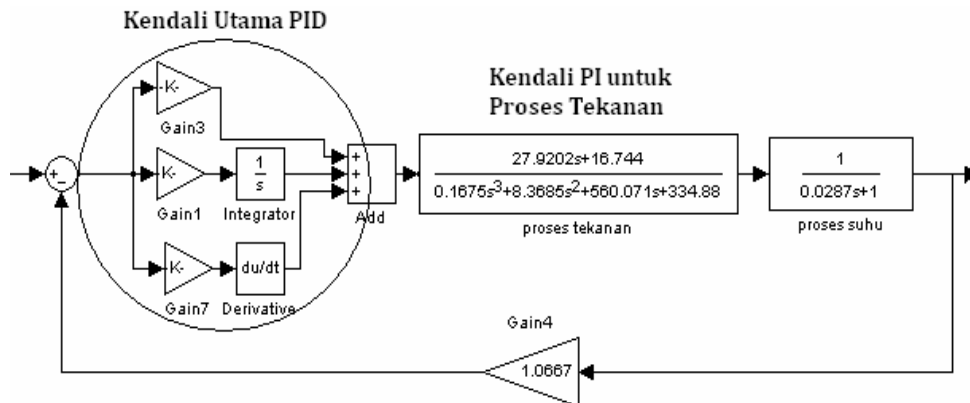 Kendali Utama PID
-K-
Gain3
K-
Gain1
1
s
Integrator
K-
Gain7
du/dt
Derivative
+
-
+
+
+
Add
Kendali PI untuk
Proses Tekanan
27.9202s+16.744
0.1675s³+8.3685s²+560.071s+334.88
proses tekanan
1
0.0287s+1
proses suhu
Gain4
1.0667